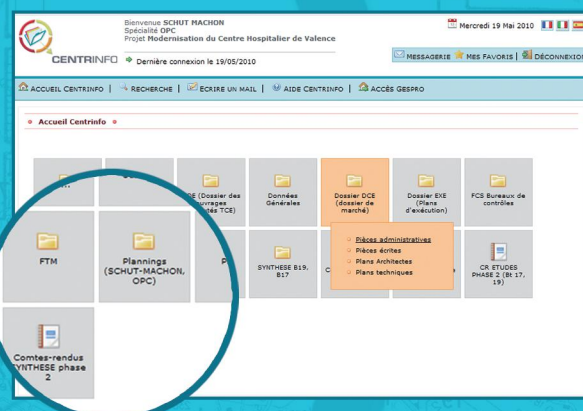 Bienvenue SCHUT MACHON
Spécialité OPC
Projet Modernisation du Centre Hospitalier de Valence
Mercredi 19 Mai 2010
CENTRINFO
Dernière connexion le 19/05/2010
MESSAGERIE MES FAVORIS | DÉCONNEXION
ACCUEIL CENTRINFO | RECHERCHE | ECRIRE UN MAIL | AIDE CENTRINFO | ACCÈS GESPRO
Accueil Centrinfo
(Dossier des
Données
Générales
Dossier DCE
(dossier de
marché)
Dossier EXE
(Plans
d'exécution)
FCS Bureaux de
contrôles
FTM
Plannings
(SCHUT-MACHON,
OPC)
SYNTHESE B19,
B17
Pièces administratives
Pièces écrites
Plans Architectes
Plans techniques
CR ETUDES
PHASE 2 (Bt 17,
19)
Comtes-rendus
SYNTHESE phase
2